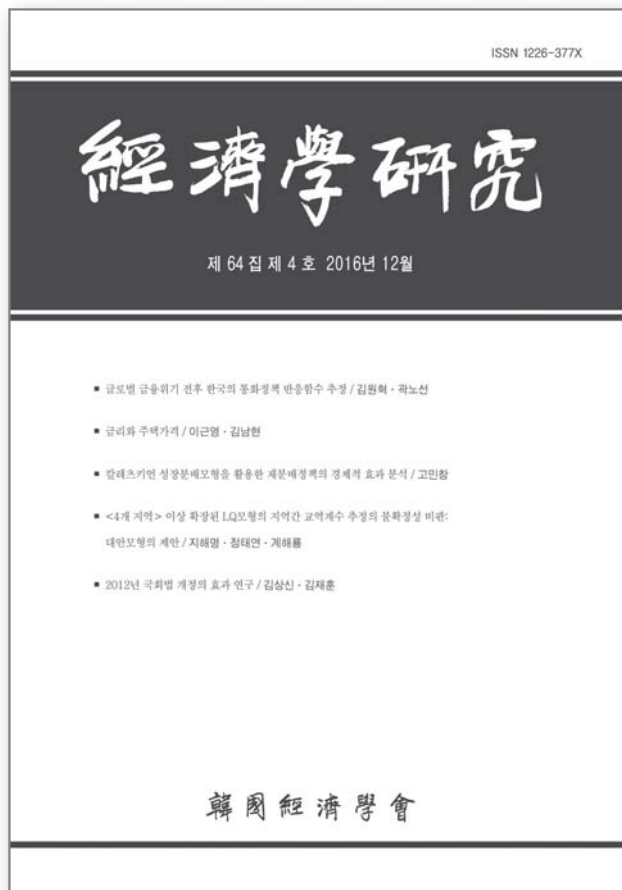 ISSN 1226-377X
經濟學硏究
제 64 집 제 4 호 2016년 12월
■ 글로벌 금융위기 전후 한국의 통화정책 반응함수 추정 / 김원혁 · 곽노선
■ 금리와 주택가격 / 이근영 · 김남현
■ 칼레츠키언 성장분배모형을 활용한 재분배정책의 경제적 효과 분석 / 고민창
■ <4개 지역> 이상 확장된 LQ모형의 지역간 교역계수 추정의 불확정성 비판:
대안모형의 제안 / 지해명 · 정태연 · 계해룡
■ 2012년 국회법 개정의 효과 연구 / 김상신 · 김재훈
韓國經濟學會